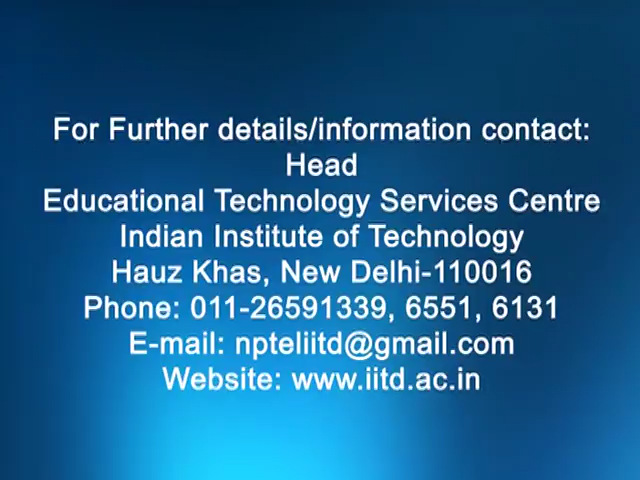 For Further details/information contact:
Head
Educational Technology Services Centre
Indian Institute of Technology
Hauz Khas, New Delhi-110016
Phone: 011-26591339, 6551, 6131
E-mail: npteliitd@gmail.com
Website: www.iitd.ac.in